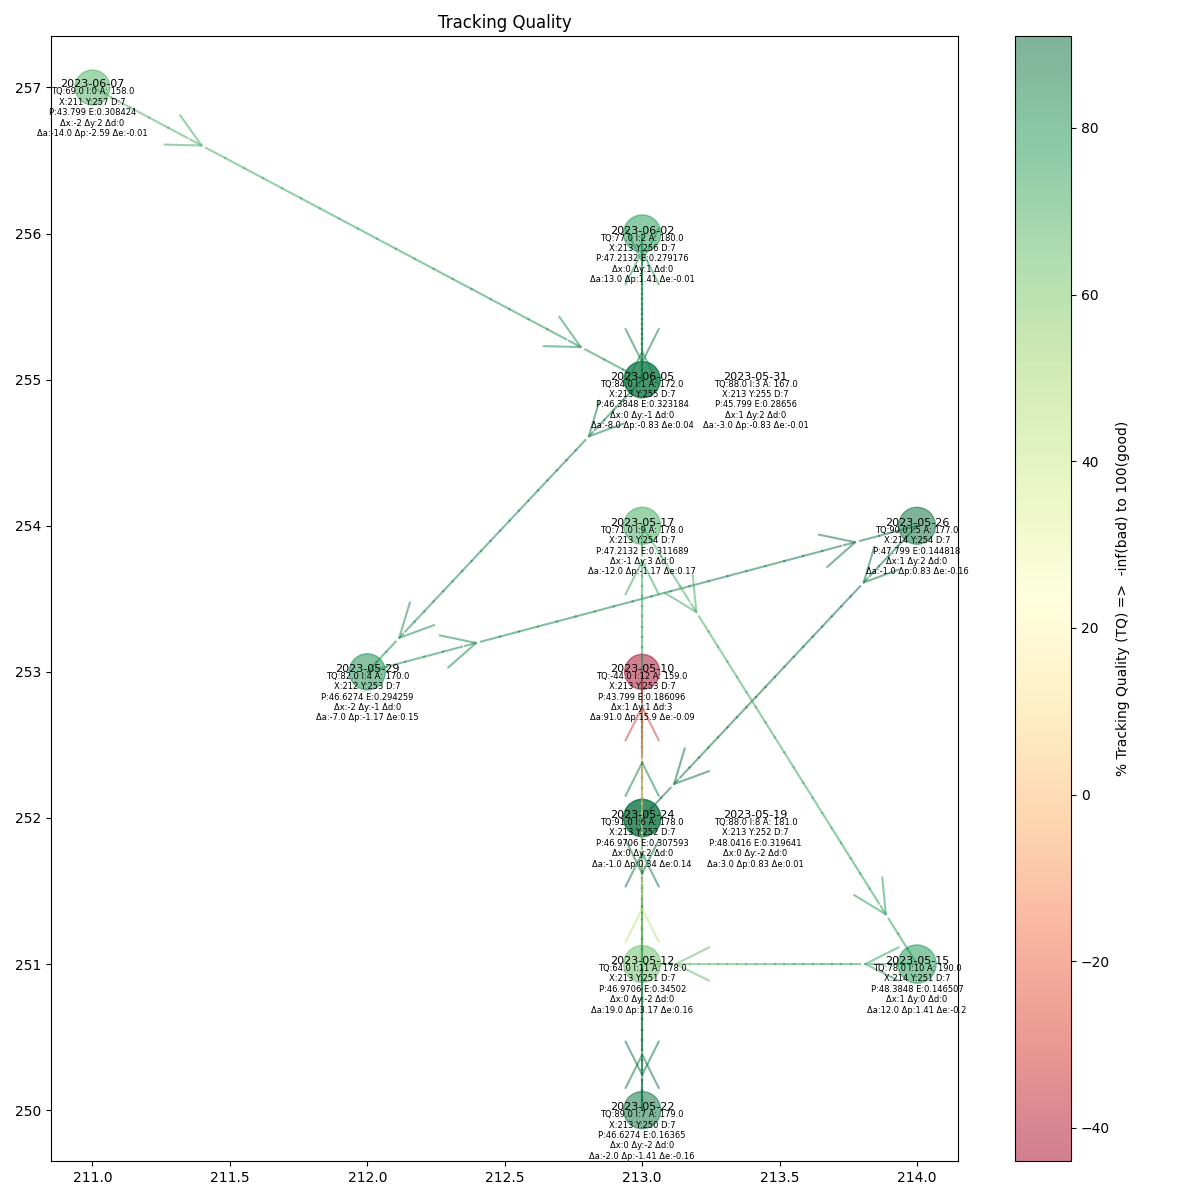 Tracking Quality
257
256
255
254
253
252
251
250
2023-06-07
TQ:69.0 I:0 A: 158.0
X:211 Y:257 D:7
P:43.799 E:0.308424
Δx:-2 Δy:2 Δd:0
Δa:-14.0 Δp:-2.59 Δe:-0.01
2023-06-02
TQ:77.0 I:2 A: 180.0
X:213 Y:256 D:7
P:47.2132 E:0.279176
Δx:0 Δy:1 Δd:0
Δa:13.0 Δp:1.41 Δe:-0.01
2023-06-05
TQ:84.0 I:1 A: 172.0
X:213 Y:255 D:7
P:46.3848 E:0.323184
Δx:0 Δy:-1 Δd:0
Δa:-8.0 Δp:-0.83 Δe:0.04
2023-05-31
TQ:88.0 I:3 A: 167.0
X:213 Y:255 D:7
P:45.799 E:0.28656
Δx:1 Δy:2 Δd:0
Δa:-3.0 Δp:-0.83 Δe:-0.01
2023-05-17
TQ:71.0 I:9 A: 178.0
X:213 Y:254 D:7
P:47.2132 E:0.311689
Δx:-1 Δy:3 Δd:0
Δa:-12.0 Δp:-1.17 Δe:0.17
2023-05-26
TQ:90.0 I:5 A: 177.0
X:214 Y:254 D:7
P:47.799 E:0.144818
Δx:1 Δy:2 Δd:0
Δa:-1.0 Δp:0.83 Δe:-0.16
2023-05-29
TQ:82.0 I:4 A: 170.0
X:212 Y:253 D:7
P:46.6274 E:0.294259
Δx:-2 Δy:-1 Δd:0
Δa:-7.0 Δp:-1.17 Δe:0.15
2023-05-10
TQ:-44.0 I:12 A: 159.0
X:213 Y:253 D:7
P:43.799 E:0.186096
Δx:1 Δy:1 Δd:3
Δa:91.0 Δp:15.9 Δe:-0.09
2023-05-24
TQ:91.0 I:6 A: 178.0
X:213 Y:252 D:7
P:46.9706 E:0.307593
Δx:0 Δy:2 Δd:0
Δa:-1.0 Δp:0.34 Δe:0.14
2023-05-19
TQ:88.0 I:8 A: 181.0
X:213 Y:252 D:7
P:48.0416 E:0.319641
Δx:0 Δy:-2 Δd:0
Δa:3.0 Δp:0.83 Δe:0.01
2023-05-12
TQ:64.0 I:11 A: 178.0
X:213 Y:251 D:7
P:46.9706 E:0.34502
Δx:0 Δy:-2 Δd:0
Δa:19.0 Δp:3.17 Δe:0.16
2023-05-15
TQ:78.0 I:10 A: 190.0
X:214 Y:251 D:7
P:48.3848 E:0.146507
Δx:1 Δy:0 Δd:0
Δa:12.0 Δp:1.41 Δe:-0.2
2023-05-22
TQ:89.0 I:7 A: 179.0
X:213 Y:250 D:7
P:46.6274 E:0.16365
Δx:0 Δy:-2 Δd:0
Δa:-2.0 Δp:-1.41 Δe:-0.16
211.0 211.5 212.0 212.5 213.0 213.5 214.0
80
60
40
20
0
−20
−40
% Tracking Quality (TQ) => -inf(bad) to 100(good)